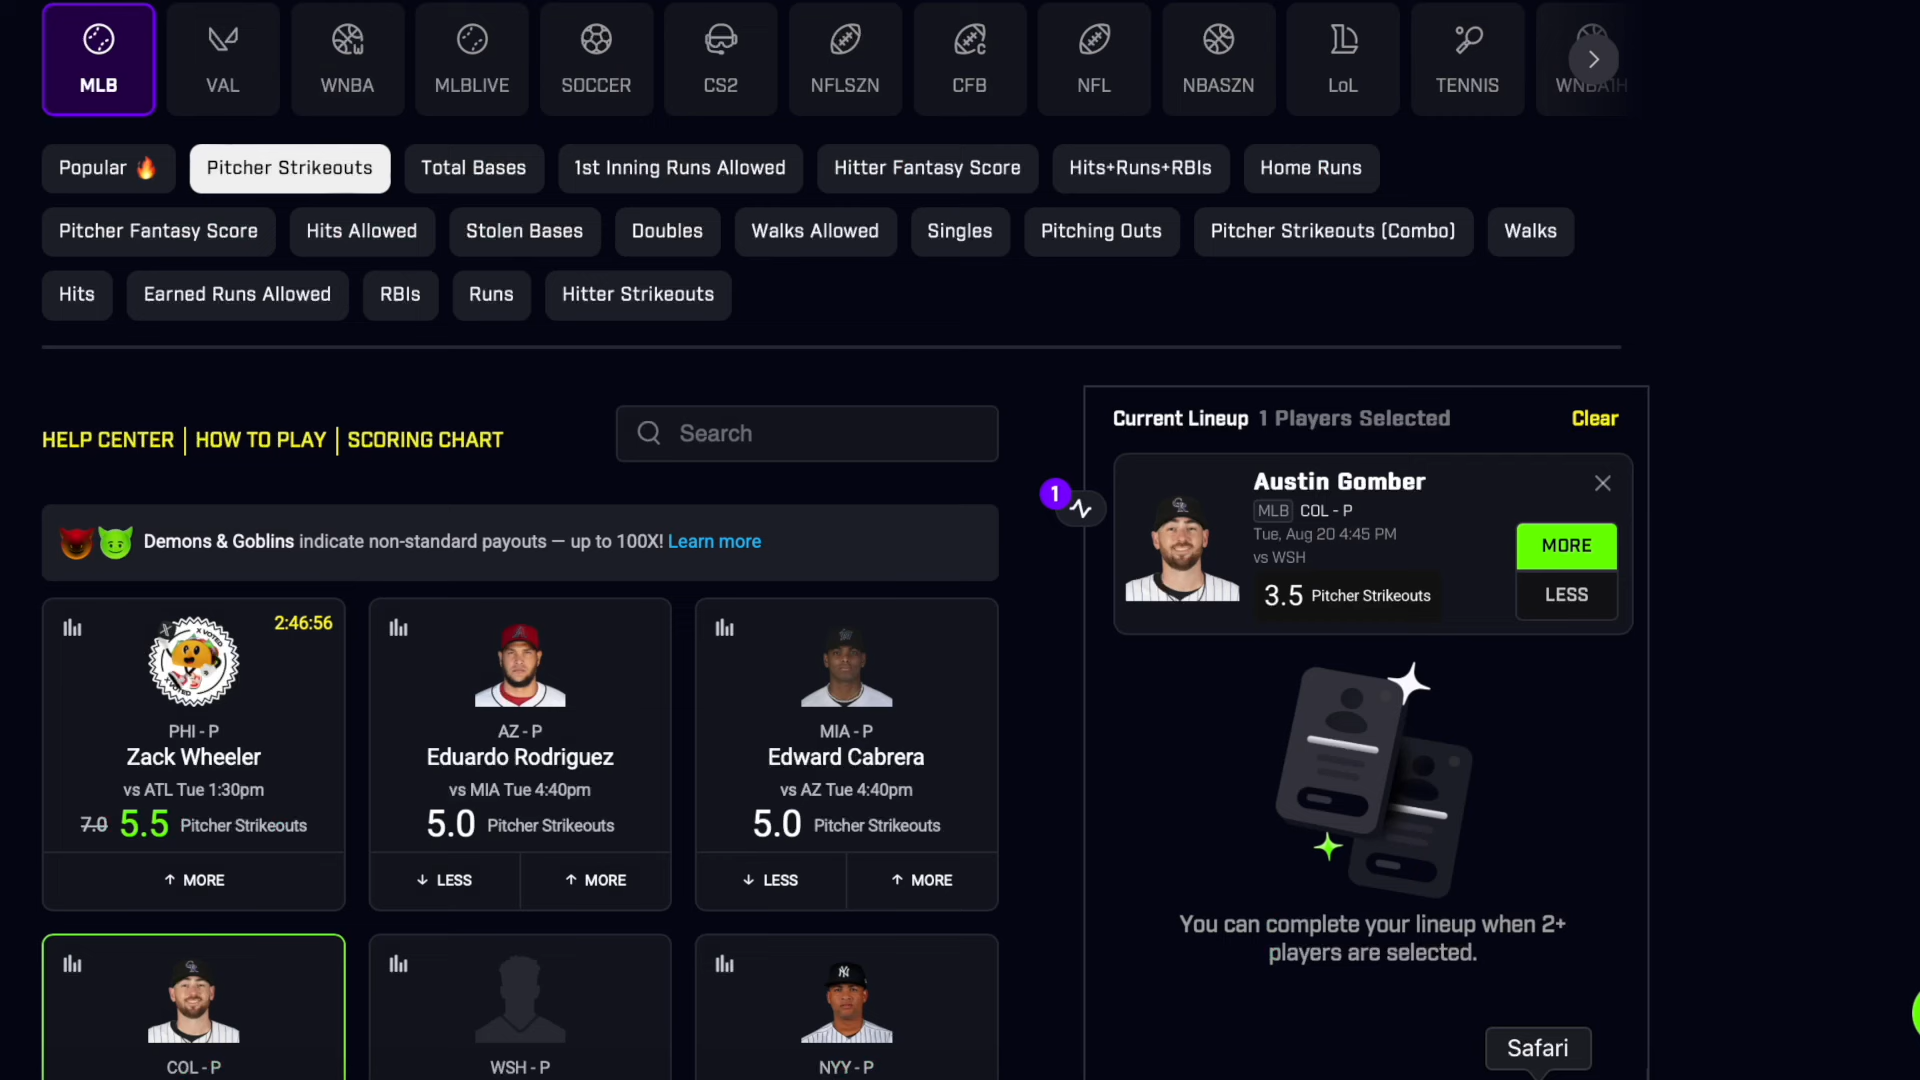 MLB VAL WNBA MLBLIVE SOCCER CS2 NFLSZN CFB NFL NBASZN LoL TENNIS
Popular Pitcher Strikeouts Total Bases 1st Inning Runs Allowed Hitter Fantasy Score Hits+Runs+RBIs Home Runs
Pitcher Fantasy Score Hits Allowed Stolen Bases Doubles Walks Allowed Singles Pitching Outs Pitcher Strikeouts (Combo) Walks
Hits Earned Runs Allowed RBIs Runs Hitter Strikeouts
HELP CENTER | HOW TO PLAY | SCORING CHART
Search
Demons & Goblins indicate non-standard payouts — up to 100X! Learn more
2:46:56
X VOTED
X VOTED
PHI - P
Zack Wheeler
vs ATL Tue 1:30pm
7.0 5.5 Pitcher Strikeouts
MORE
AZ - P
Eduardo Rodriguez
vs MIA Tue 4:40pm
5.0 Pitcher Strikeouts
LESS MORE
MIA - P
Edward Cabrera
vs AZ Tue 4:40pm
5.0 Pitcher Strikeouts
LESS MORE
COL - P
WSH - P
NYY - P
Current Lineup 1 Players Selected Clear
1
Austin Gomber
MLB COL - P
Tue, Aug 20 4:45 PM
vs WSH
3.5 Pitcher Strikeouts
MORE
LESS
You can complete your lineup when 2+
players are selected.
Safari